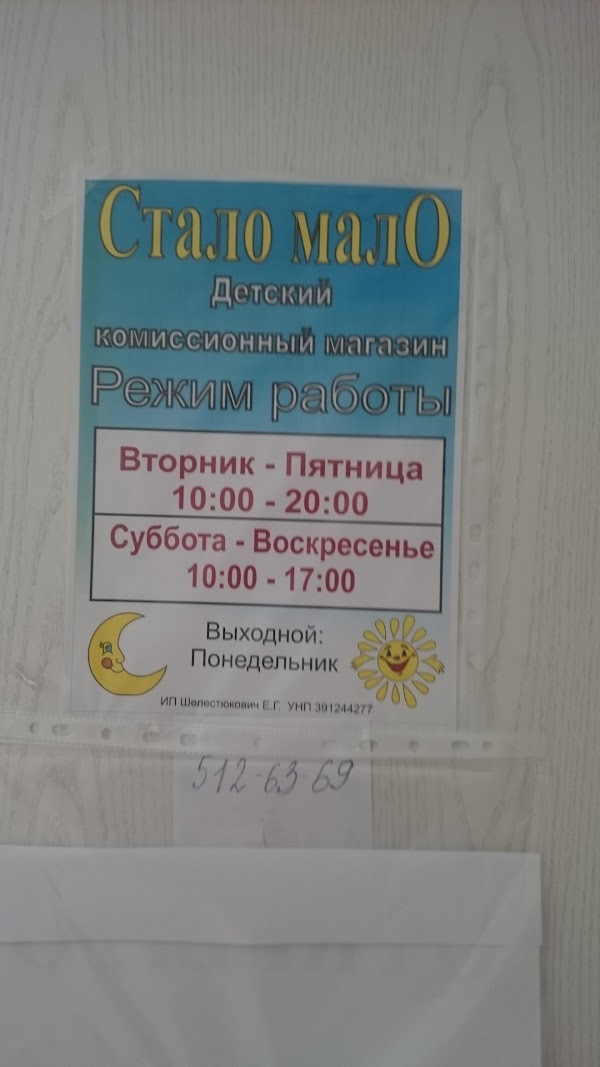 Стало малО
Детский
комиссионный магазин
Режим работы
Вторник - Пятница
10:00 - 20:00
Суббота - Воскресенье
10:00 - 17:00
Выходной:
Понедельник
ИП Шелестюкович Е.Г. УНП 391244277
512-63-69